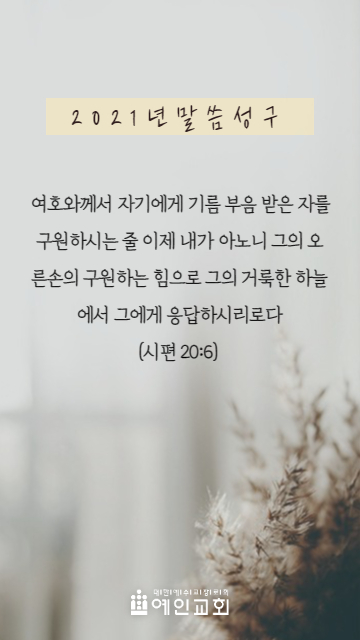 2021년말씀성구
여호와께서 자기에게 기름 부음 받은 자를
구원하시는 줄 이제 내가 아노니 그의 오
른손의 구원하는 힘으로 그의 거룩한 하늘
에서 그에게 응답하시리로다
(시편 20:6)
예인교회